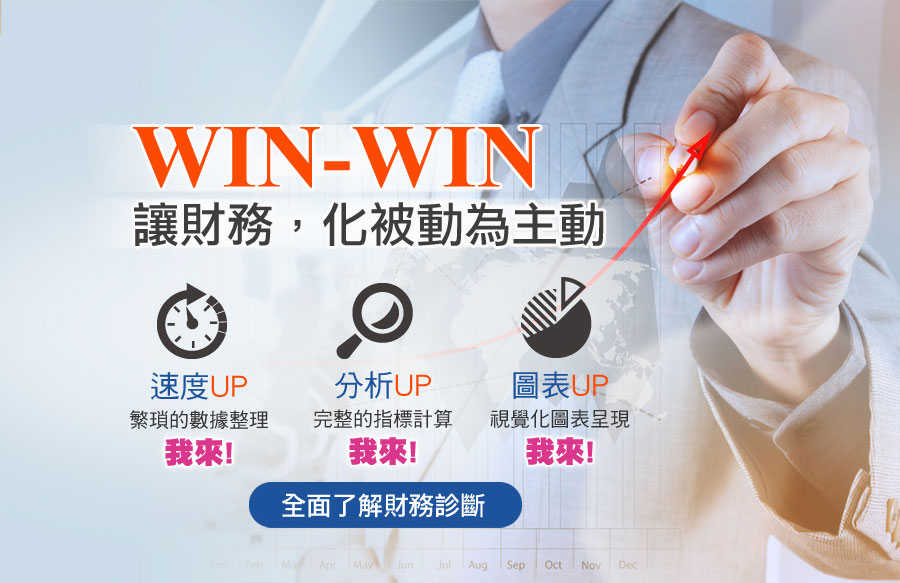 WIN-WIN
讓財務，化被動為主動
速度UP
分析UP
圖表UP
繁瑣的數據整理
完整的指標計算
視覺化圖表呈現
我來!
我來!
我來!
全面了解財務診斷
Jan Feb Mar Apr May Jun Jul Aug Sep Oct Nov Dec